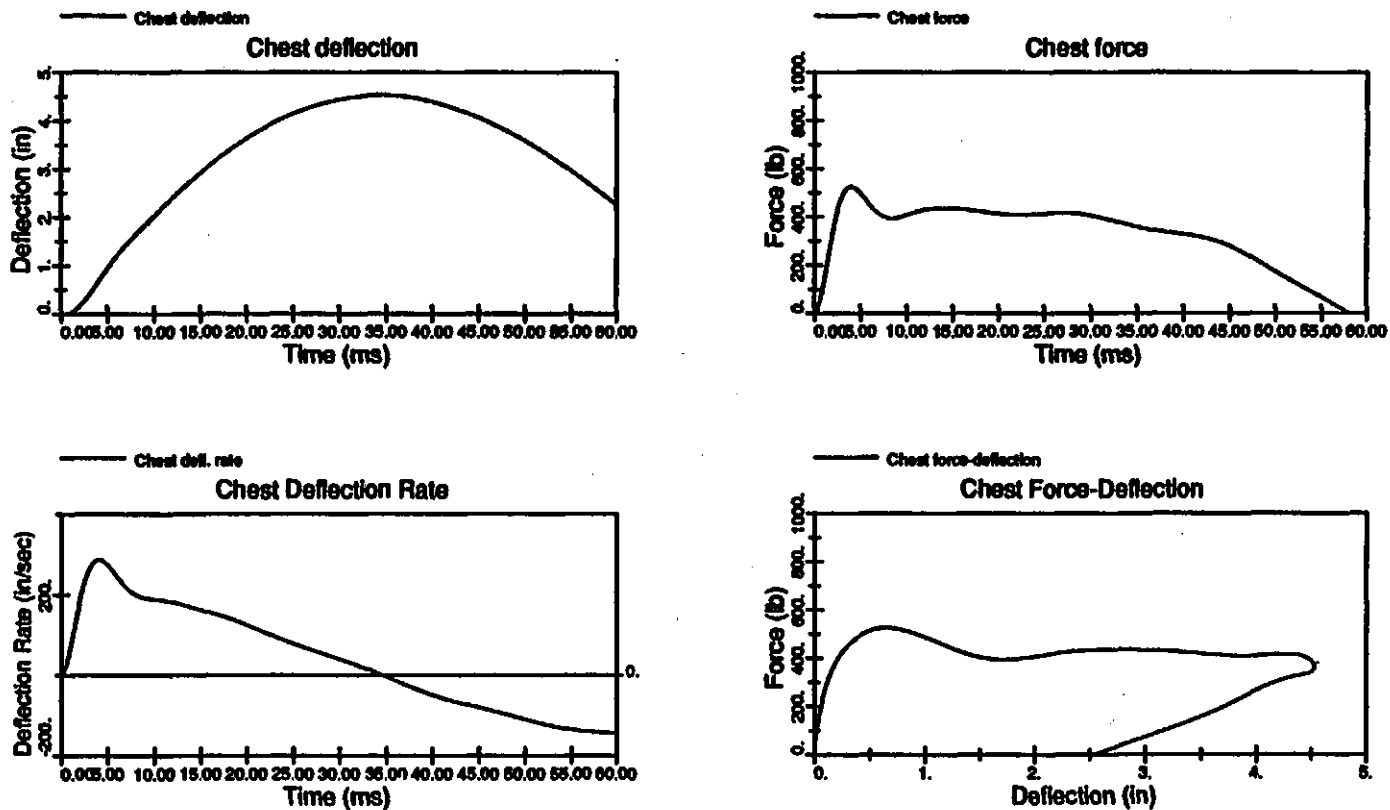 Chest deflection
Chest deflection
Deflection (in)
0. 1. 2. 3. 4. 5.
0.00 5.00 10.00 15.00 20.00 25.00 30.00 35.00 40.00 45.00 50.00 55.00 60.00
Time (ms)
Chest force
Chest force
Force (lb)
0. 200. 400. 600. 800. 1000.
0.00 5.00 10.00 15.00 20.00 25.00 30.00 35.00 40.00 45.00 50.00 55.00 60.00
Time (ms)
Chest defl. rate
Chest Deflection Rate
Deflection Rate (in/sec)
-200. 200.
0.
0.00 5.00 10.00 15.00 20.00 25.00 30.00 35.00 40.00 45.00 50.00 55.00 60.00
Time (ms)
Chest force-deflection
Chest Force-Deflection
Force (lb)
0. 200. 400. 600. 800. 1000.
0. 1. 2. 3. 4. 5.
Deflection (in)